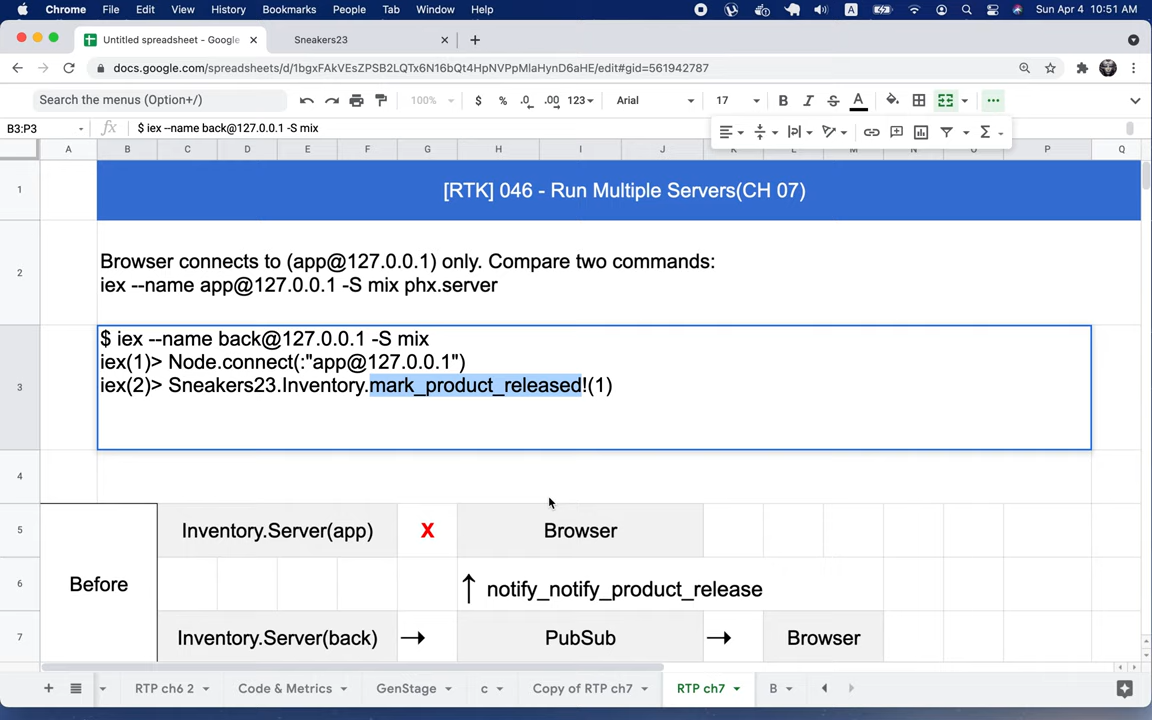 Chrome File Edit View History Bookmarks People Tab Window Help
A
Sun Apr 4 10:51 AM
Untitled spreadsheet - Google
Sneakers23
docs.google.com/spreadsheets/d/1bgxFAkVEsZPSB2LQTx6N16bQt4HpNVPpMlaHynD6aHE/edit#gid=561942787
Search the menus (Option+/)
100%
$ % .0 .00 123
Arial
17
B I S A
B3:P3
fx
$ iex --name back@127.0.0.1 -S mix
A B C D E F G H I J K L M N O P Q
1
[RTK] 046 - Run Multiple Servers(CH 07)
2
Browser connects to (app@127.0.0.1) only. Compare two commands:
iex --name app@127.0.0.1 -S mix phx.server
3
$ iex --name back@127.0.0.1 -S mix
iex(1)> Node.connect(:"app@127.0.0.1")
iex(2)> Sneakers23.Inventory.mark_product_released!(1)
4
5
Inventory.Server(app) X Browser
6
Before
↑ notify_notify_product_release
7
Inventory.Server(back) → PubSub → Browser
RTP ch6 2
Code & Metrics
GenStage
c
Copy of RTP ch7
RTP ch7
B